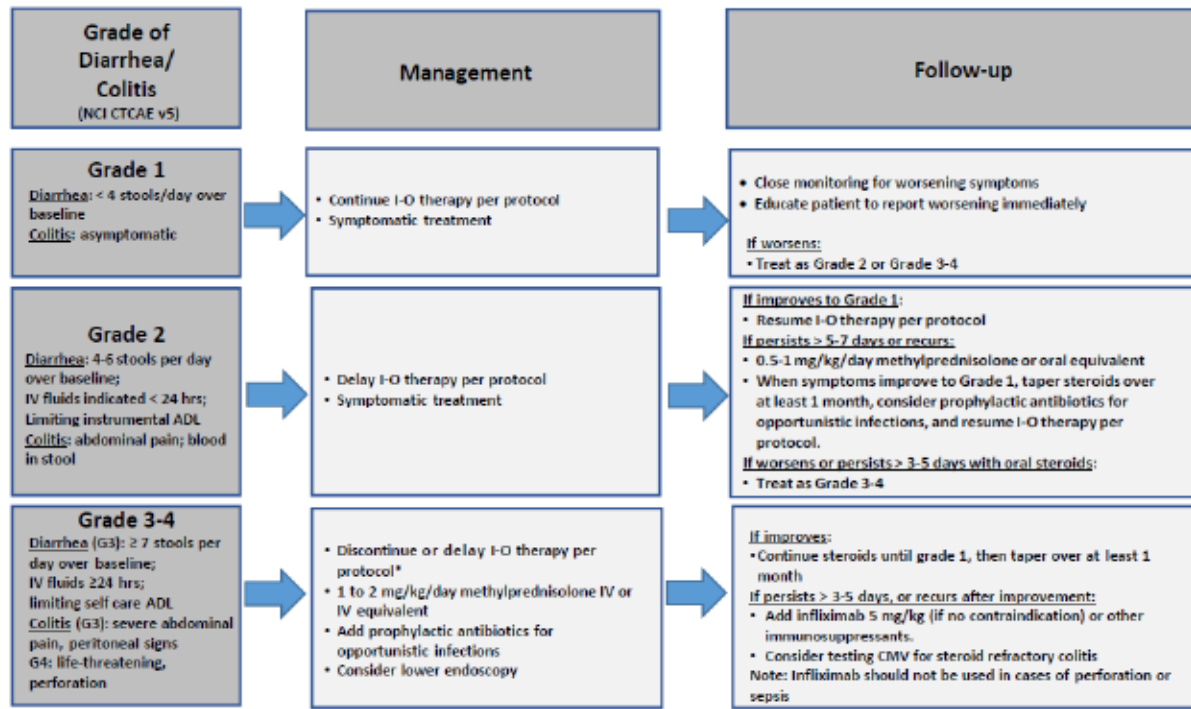 Grade of
Diarrhea/
Colitis
(NCI CTCAE v5)
Management
Follow-up
Grade 1
Diarrhea: < 4 stools/day over
baseline
Colitis: asymptomatic
• Continue I-O therapy per protocol
• Symptomatic treatment
• Close monitoring for worsening symptoms
• Educate patient to report worsening immediately
If worsens:
• Treat as Grade 2 or Grade 3-4
Grade 2
Diarrhea: 4-6 stools per day
over baseline;
IV fluids indicated < 24 hrs;
Limiting instrumental ADL
Colitis: abdominal pain; blood
in stool
• Delay I-O therapy per protocol
• Symptomatic treatment
If improves to Grade 1:
• Resume I-O therapy per protocol
If persists > 5-7 days or recurs:
• 0.5-1 mg/kg/day methylprednisolone or oral equivalent
• When symptoms improve to Grade 1, taper steroids over
at least 1 month, consider prophylactic antibiotics for
opportunistic infections, and resume I-O therapy per
protocol.
If worsens or persists > 3-5 days with oral steroids:
• Treat as Grade 3-4
Grade 3-4
Diarrhea (G3): ≥ 7 stools per
day over baseline;
IV fluids ≥24 hrs;
limiting self care ADL
Colitis (G3): severe abdominal
pain, peritoneal signs
G4: life-threatening,
perforation
• Discontinue or delay I-O therapy per
protocol*
• 1 to 2 mg/kg/day methylprednisolone IV or
IV equivalent
• Add prophylactic antibiotics for
opportunistic infections
• Consider lower endoscopy
If improves:
• Continue steroids until grade 1, then taper over at least 1
month
If persists > 3-5 days, or recurs after improvement:
• Add infliximab 5 mg/kg (if no contraindication) or other
immunosuppressants.
• Consider testing CMV for steroid refractory colitis
Note: Infliximab should not be used in cases of perforation or
sepsis